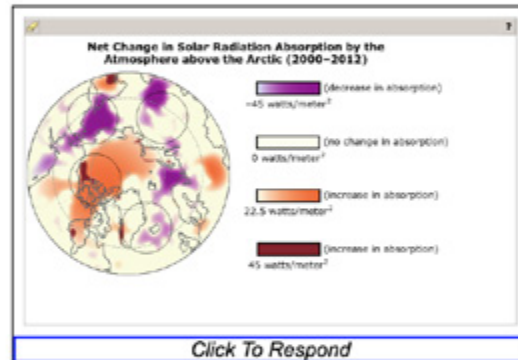 ?
Net Change in Solar Radiation Absorption by the
Atmosphere above the Arctic (2000–2012)
(decrease in absorption)
–45 watts/meter²
(no change in absorption)
0 watts/meter²
(increase in absorption)
22.5 watts/meter²
(increase in absorption)
45 watts/meter²
Click To Respond